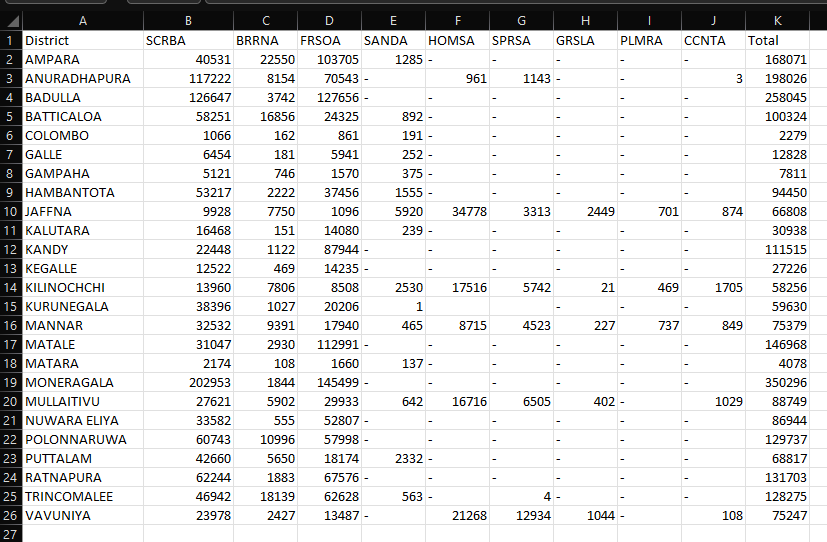 A B C D E F G H I J K
1 District SCRBA BRRNA FRSOA SANDA HOMSA SPRSA GRSLA PLMRA CCNTA Total
2 AMPARA 40531 22550 103705 1285 - - - - - 168071
3 ANURADHAPURA 117222 8154 70543 - 961 1143 - - 3 198026
4 BADULLA 126647 3742 127656 - - - - - - 258045
5 BATTICALOA 58251 16856 24325 892 - - - - - 100324
6 COLOMBO 1066 162 861 191 - - - - - 2279
7 GALLE 6454 181 5941 252 - - - - - 12828
8 GAMPAHA 5121 746 1570 375 - - - - - 7811
9 HAMBANTOTA 53217 2222 37456 1555 - - - - - 94450
10 JAFFNA 9928 7750 1096 5920 34778 3313 2449 701 874 66808
11 KALUTARA 16468 151 14080 239 - - - - - 30938
12 KANDY 22448 1122 87944 - - - - - - 111515
13 KEGALLE 12522 469 14235 - - - - - - 27226
14 KILINOCHCHI 13960 7806 8508 2530 17516 5742 21 469 1705 58256
15 KURUNEGALA 38396 1027 20206 1 - - - 59630
16 MANNAR 32532 9391 17940 465 8715 4523 227 737 849 75379
17 MATALE 31047 2930 112991 - - - - - - 146968
18 MATARA 2174 108 1660 137 - - - - - 4078
19 MONERAGALA 202953 1844 145499 - - - - - - 350296
20 MULLAITIVU 27621 5902 29933 642 16716 6505 402 - 1029 88749
21 NUWARA ELIYA 33582 555 52807 - - - - - - 86944
22 POLONNARUWA 60743 10996 57998 - - - - - - 129737
23 PUTTALAM 42660 5650 18174 2332 - - - - - 68817
24 RATNAPURA 62244 1883 67576 - - - - - - 131703
25 TRINCOMALEE 46942 18139 62628 563 - 4 - - - 128275
26 VAVUNIYA 23978 2427 13487 - 21268 12934 1044 - 108 75247
27